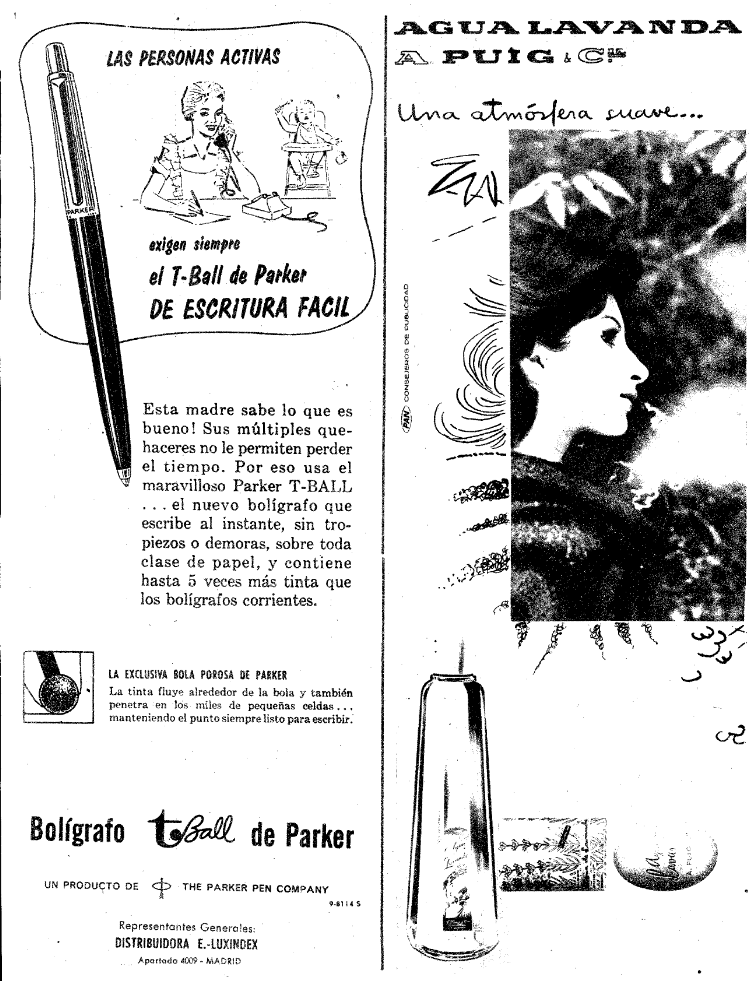 LAS PERSONAS ACTIVAS
PARKER
exigen siempre
el T-Ball de Parker
DE ESCRITURA FACIL
Esta madre sabe lo que es
bueno! Sus múltiples que-
haceres no le permiten perder
el tiempo. Por eso usa el
maravilloso Parker T-BALL
... el nuevo bolígrafo que
escribe al instante, sin tro-
piezos o demoras, sobre toda
clase de papel, y contiene
hasta 5 veces más tinta que
los bolígrafos corrientes.
LA EXCLUSIVA BOLA POROSA DE PARKER
La tinta fluye alrededor de la bola y también
penetra en los miles de pequeñas celdas...
manteniendo el punto siempre listo para escribir.
Bolígrafo t-Ball de Parker
UN PRODUCTO DE THE PARKER PEN COMPANY
9-8114 S
Representantes Generales:
DISTRIBUIDORA E.-LUXINDEX
Apartado 4009 - MADRID
AGUA LAVANDA
A PUIG & Cía
Una atmósfera suave...
PAN CONSEJEROS DE PUBLICIDAD
PUIG